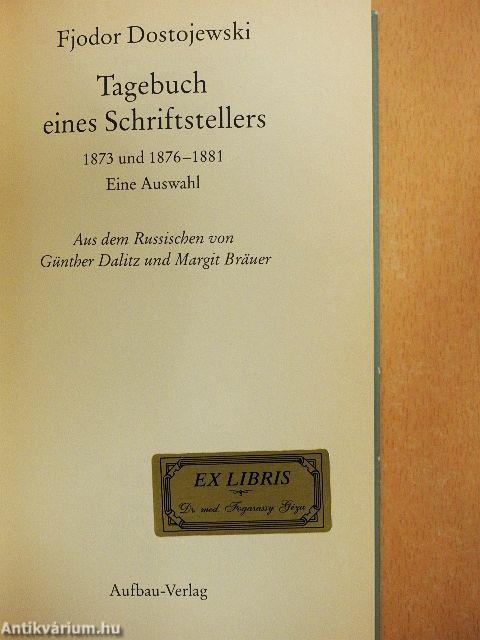 Fjodor Dostojewski
Tagebuch
eines Schriftstellers
1873 und 1876–1881
Eine Auswahl
Aus dem Russischen von
Günther Dalitz und Margit Bräuer
EX LIBRIS
Dr. med. Fogarassy Géza
Aufbau-Verlag
Antikvárium.hu